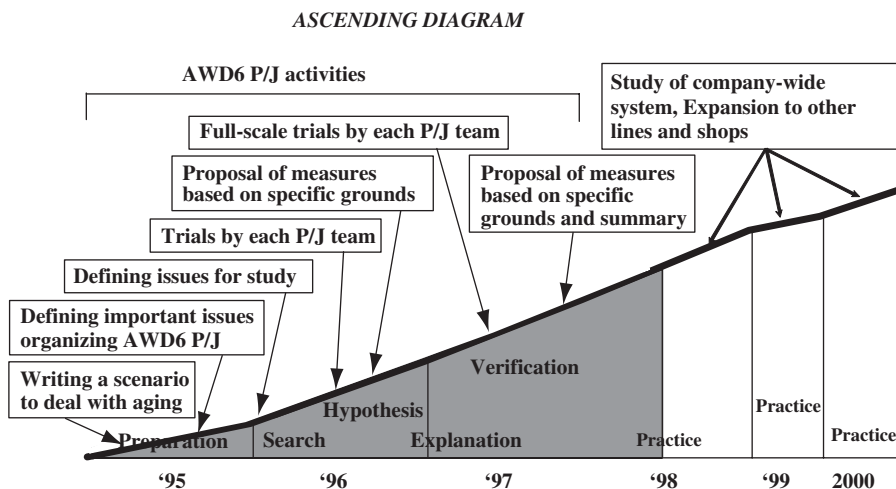 ASCENDING DIAGRAM
AWD6 P/J activities
Study of company-wide
system, Expansion to other
lines and shops
Full-scale trials by each P/J team
Proposal of measures
based on specific grounds
Proposal of measures
based on specific
grounds and summary
Trials by each P/J team
Defining issues for study
Defining important issues
organizing AWD6 P/J
Writing a scenario
to deal with aging
Verification
Hypothesis
Practice
Preparation
Search
Explanation
Practice
Practice
‘95
‘96
‘97
‘98
‘99
2000